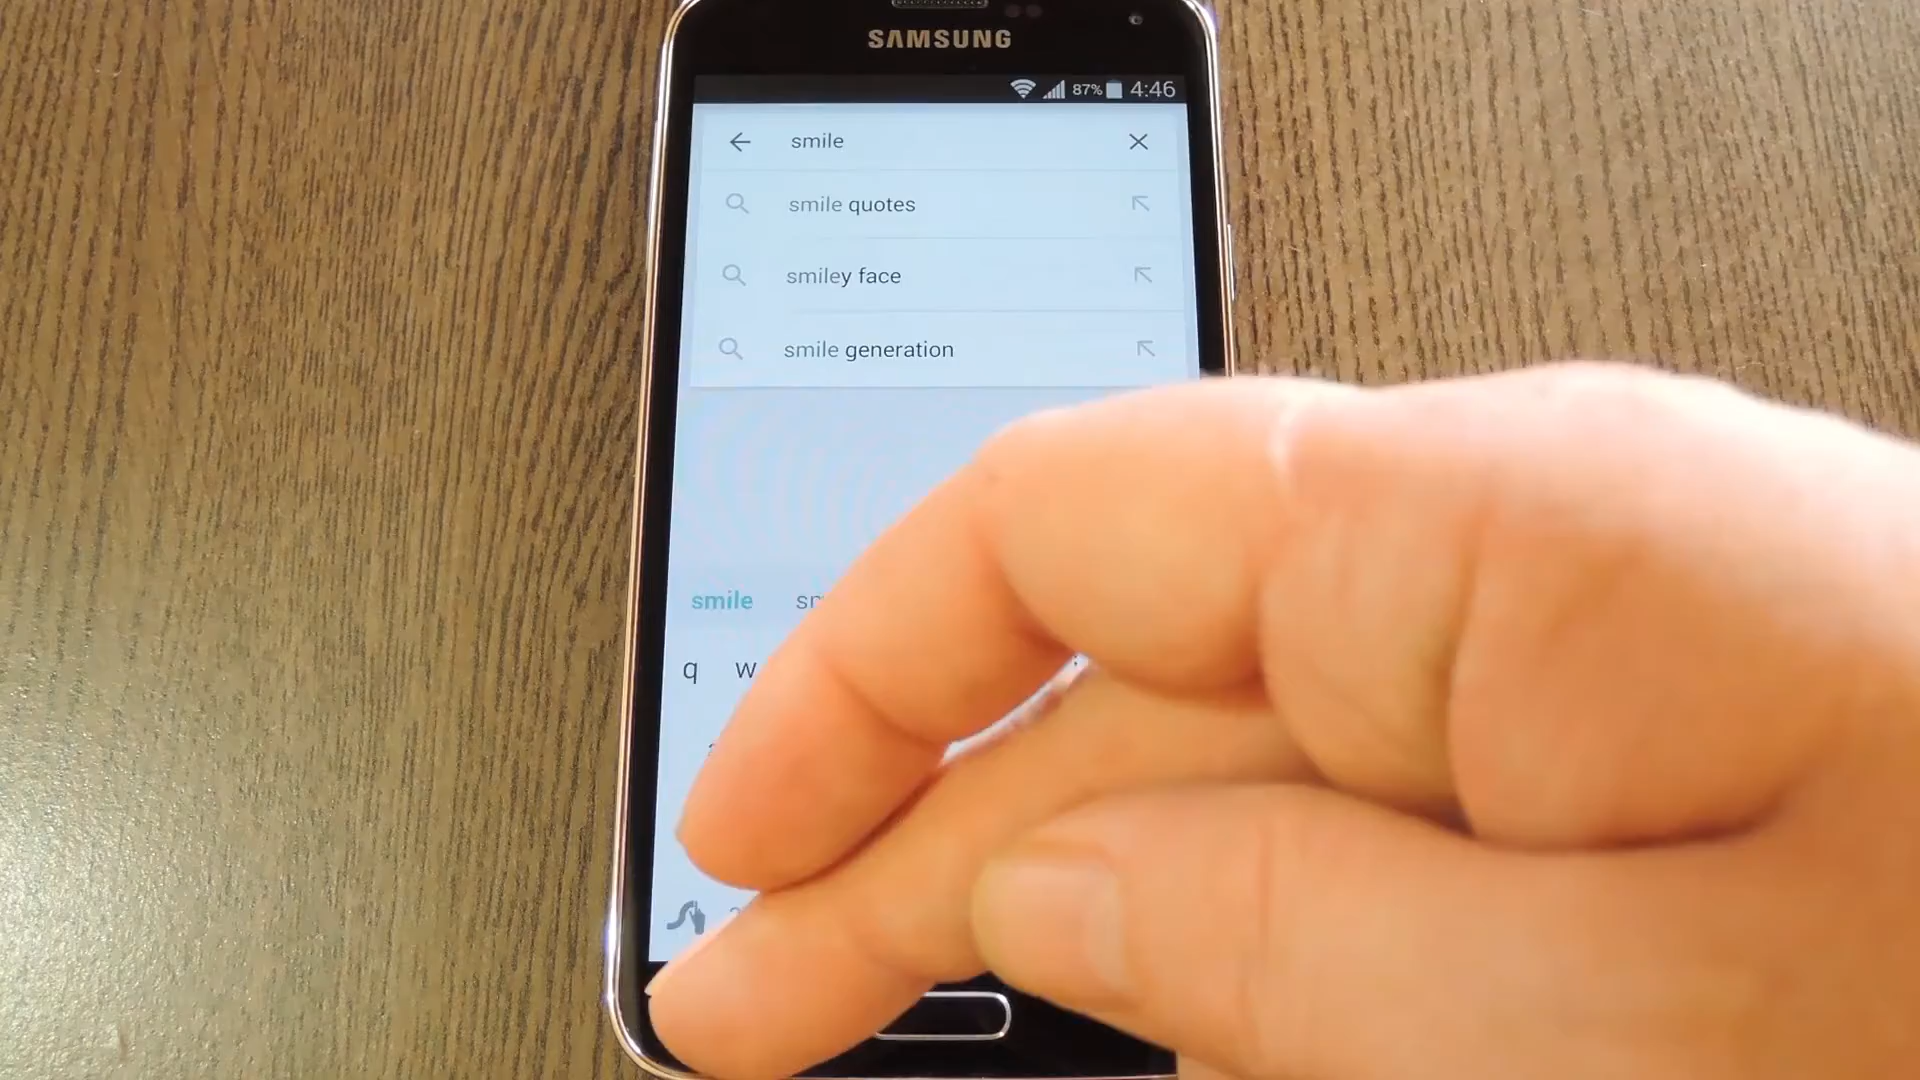 SAMSUNG
87% 4:46
smile
smile quotes
smiley face
smile generation
smile
q w